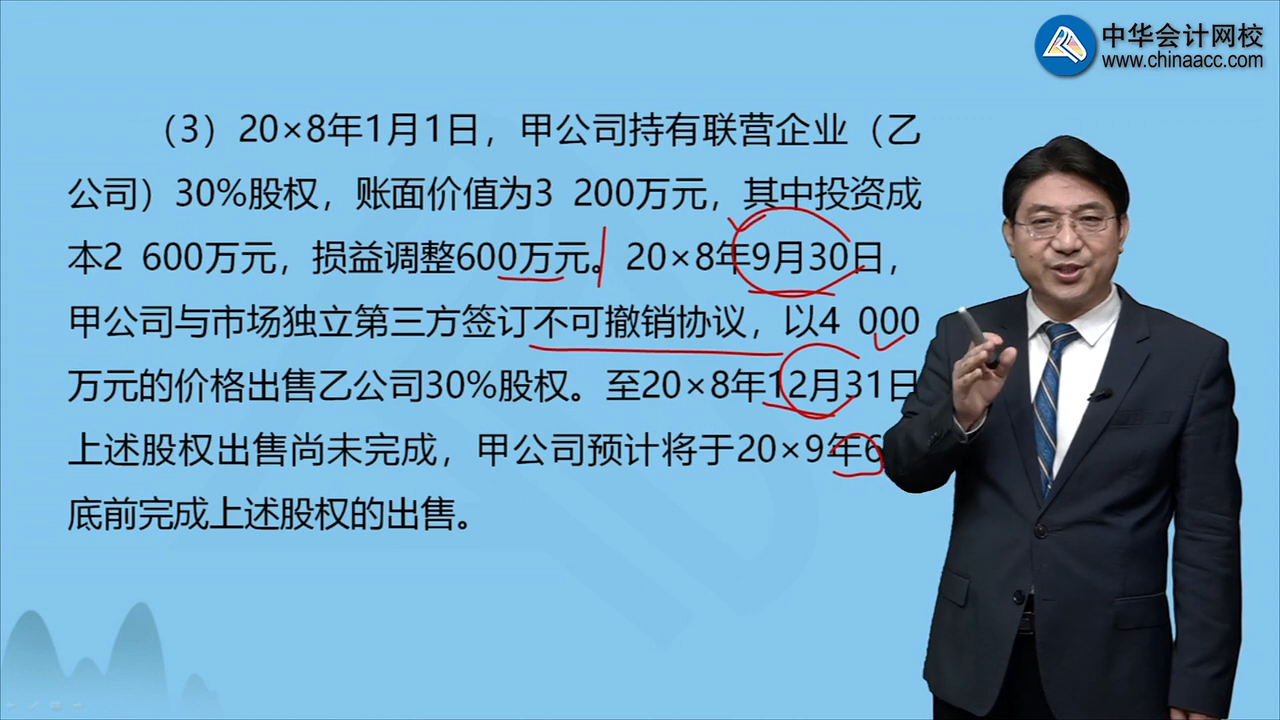 中华会计网校
www.chinaacc.com
（3）20×8年1月1日，甲公司持有联营企业（乙
公司）30%股权，账面价值为3 200万元，其中投资成
本2 600万元，损益调整600万元。20×8年9月30日，
甲公司与市场独立第三方签订不可撤销协议，以4 000
万元的价格出售乙公司30%股权。至20×8年12月31日
上述股权出售尚未完成，甲公司预计将于20×9年6
底前完成上述股权的出售。